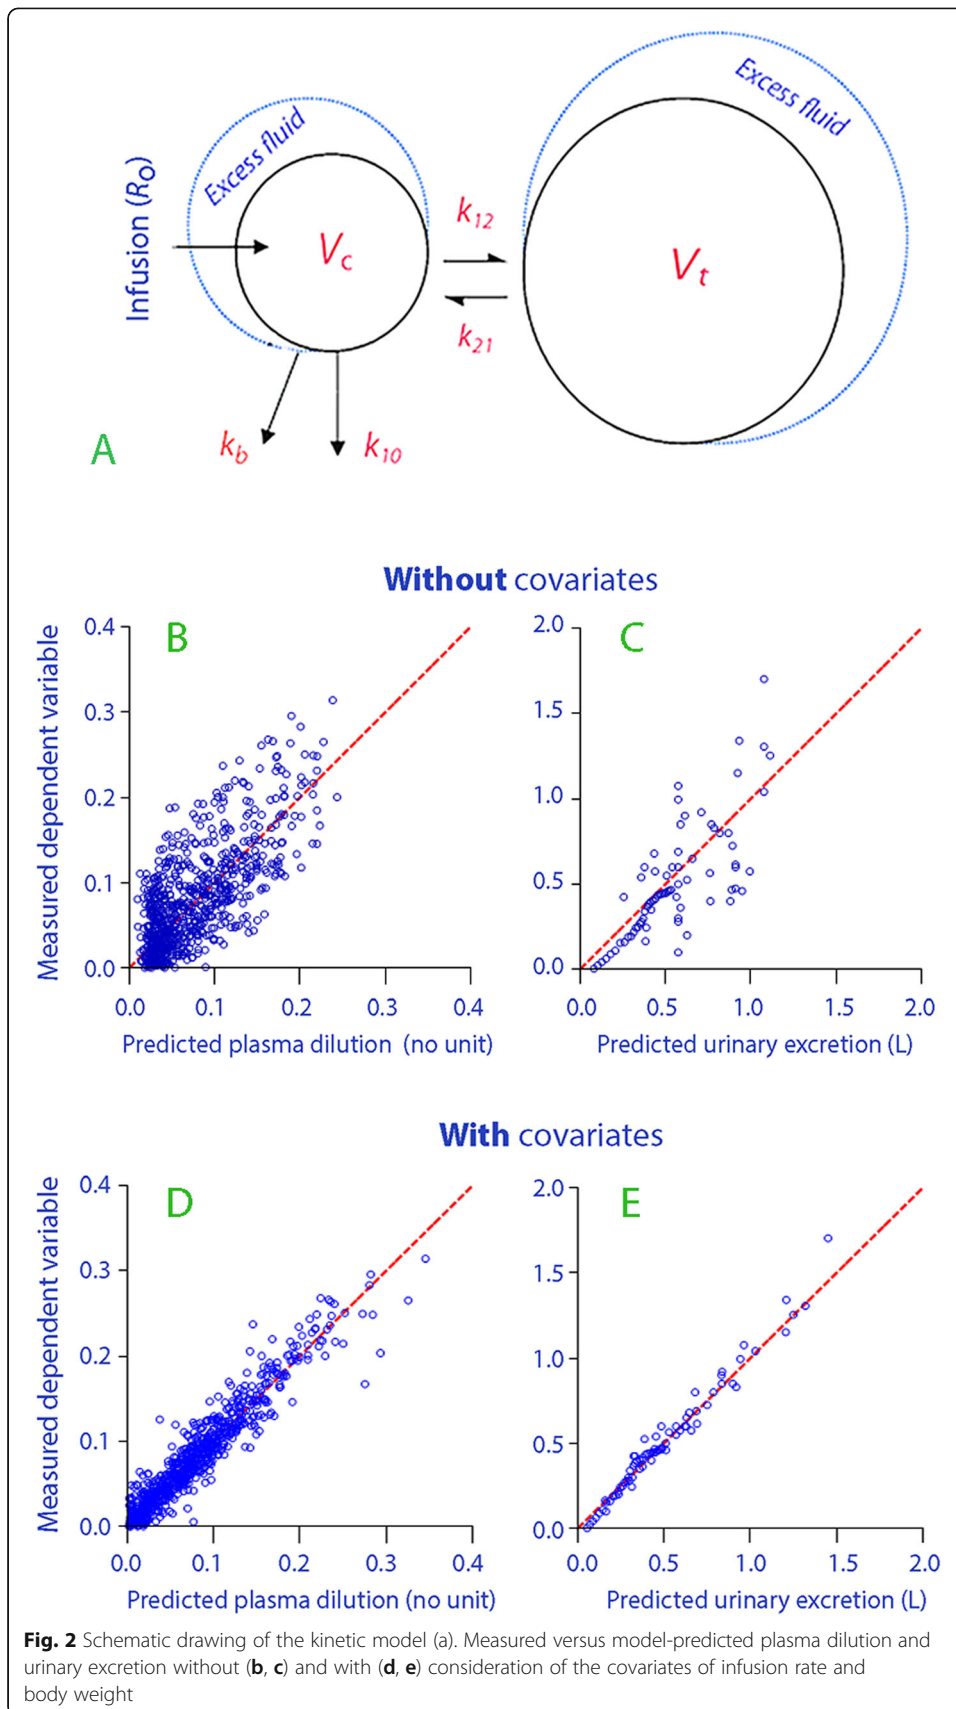 Excess fluid
Excess fluid
Infusion (Ro)
Vc
k12
k21
Vt
kb
k10
A
Without covariates
B
Measured dependent variable
0.4
0.3
0.2
0.1
0.0
0.0 0.1 0.2 0.3 0.4
Predicted plasma dilution (no unit)
C
2.0
1.5
1.0
0.5
0.0
0.0 0.5 1.0 1.5 2.0
Predicted urinary excretion (L)
With covariates
D
Measured dependent variable
0.4
0.3
0.2
0.1
0.0
0.0 0.1 0.2 0.3 0.4
Predicted plasma dilution (no unit)
E
2.0
1.5
1.0
0.5
0.0
0.0 0.5 1.0 1.5 2.0
Predicted urinary excretion (L)
Fig. 2 Schematic drawing of the kinetic model (a). Measured versus model-predicted plasma dilution and
urinary excretion without (b, c) and with (d, e) consideration of the covariates of infusion rate and
body weight